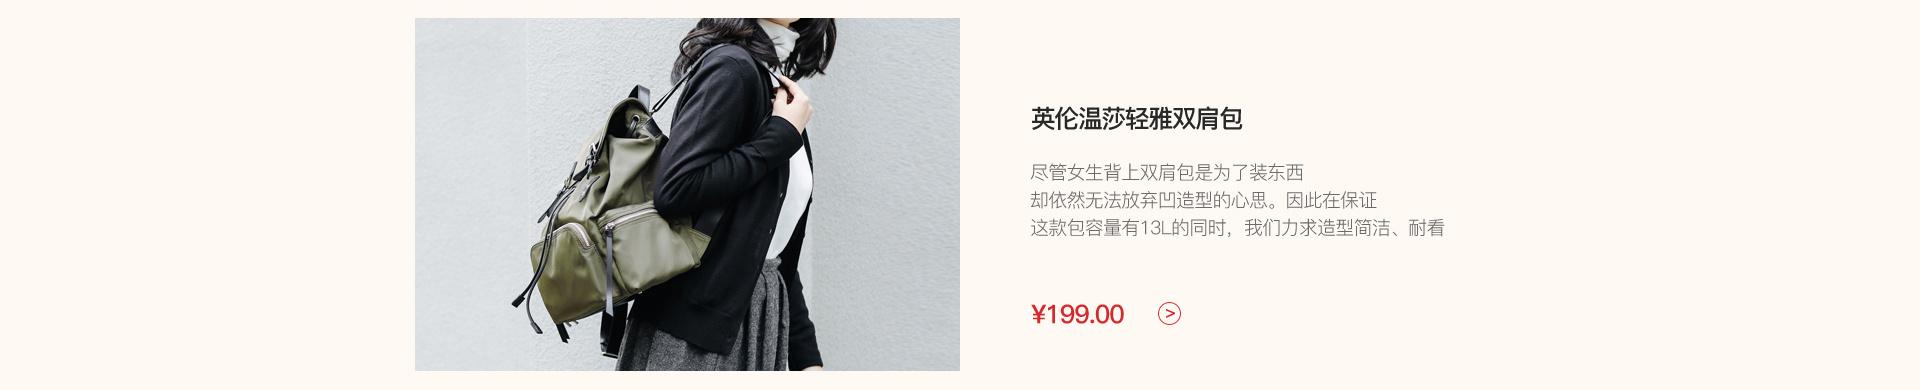 英伦温莎轻雅双肩包
尽管女生背上双肩包是为了装东西
却依然无法放弃凹造型的心思。因此在保证
这款包容量有13L的同时，我们力求造型简洁、耐看
¥199.00 >